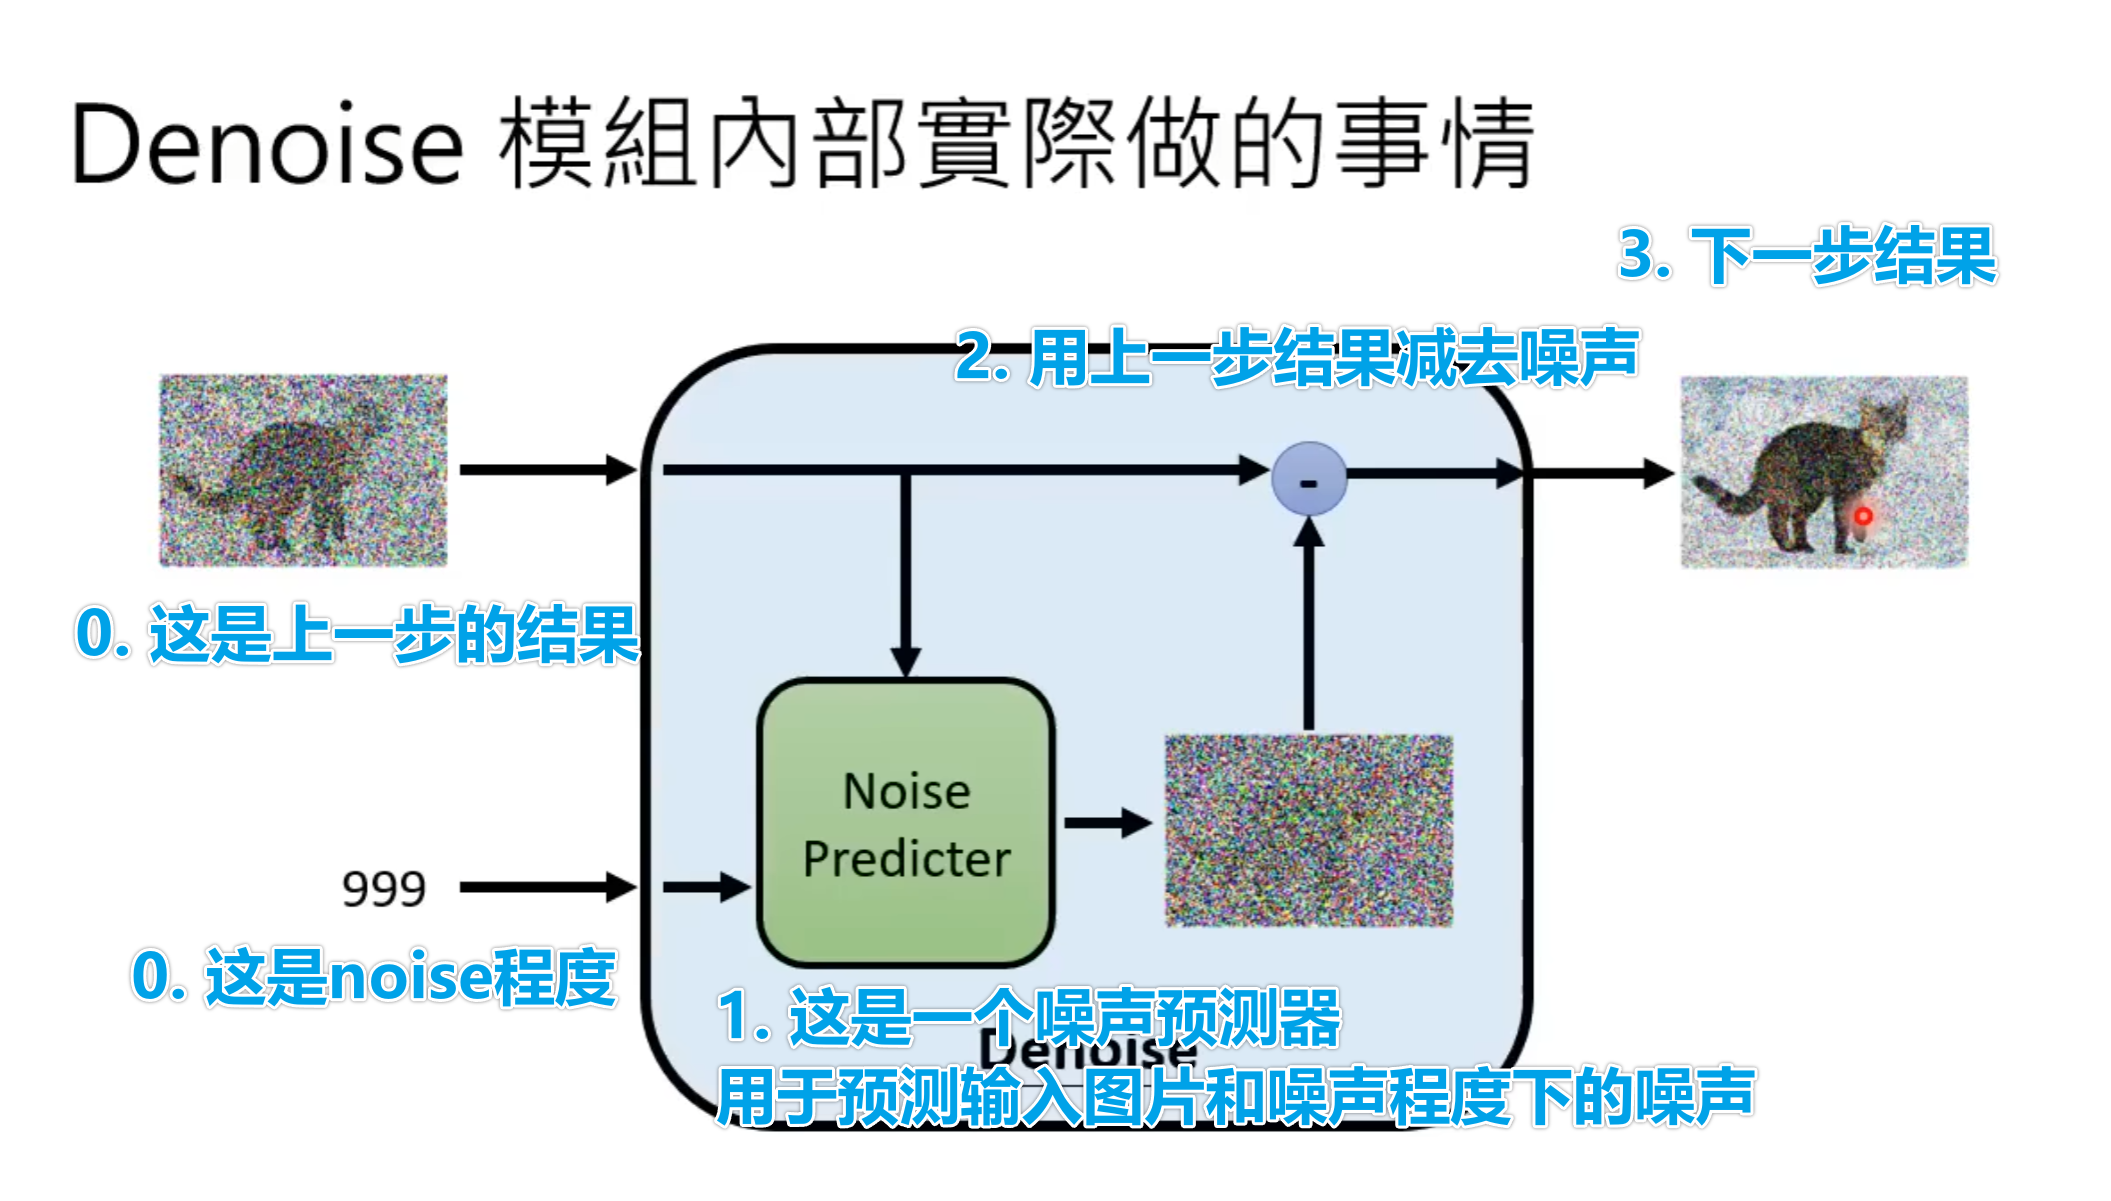 Denoise 模組內部實際做的事情
3. 下一步结果
2. 用上一步结果减去噪声
-
0. 这是上一步的结果
Noise
Predicter
999
0. 这是noise程度
1. 这是一个噪声预测器
Denoise
用于预测输入图片和噪声程度下的噪声